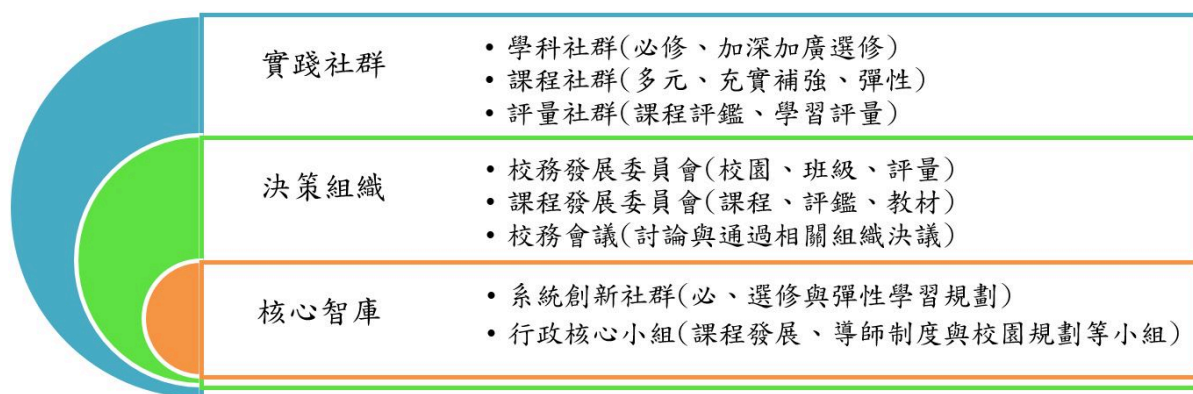 實踐社群
• 學科社群(必修、加深加廣選修)
• 課程社群(多元、充實補強、彈性)
• 評量社群(課程評鑑、學習評量)
決策組織
• 校務發展委員會(校園、班級、評量)
• 課程發展委員會(課程、評鑑、教材)
• 校務會議(討論與通過相關組織決議)
核心智庫
• 系統創新社群(必、選修與彈性學習規劃)
• 行政核心小組(課程發展、導師制度與校園規劃等小組)